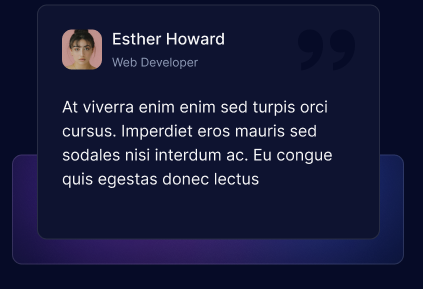 Esther Howard
Web Developer
At viverra enim enim sed turpis orci
cursus. Imperdiet eros mauris sed
sodales nisi interdum ac. Eu congue
quis egestas donec lectus